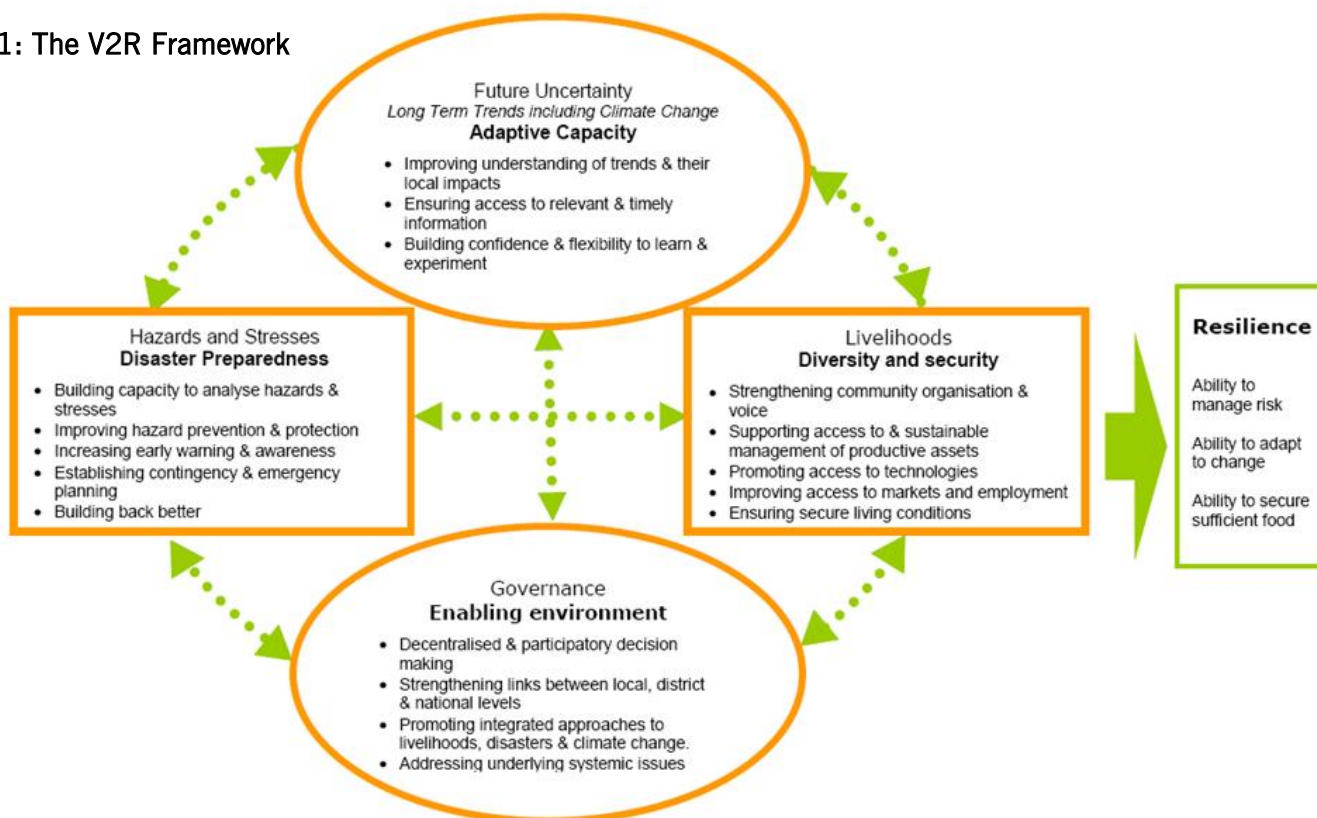 1: The V2R Framework
Future Uncertainty
Long Term Trends including Climate Change
Adaptive Capacity
• Improving understanding of trends & their
local impacts
• Ensuring access to relevant & timely
information
• Building confidence & flexibility to learn &
experiment
Hazards and Stresses
Disaster Preparedness
• Building capacity to analyse hazards &
stresses
• Improving hazard prevention & protection
• Increasing early warning & awareness
• Establishing contingency & emergency
planning
• Building back better
Livelihoods
Diversity and security
• Strengthening community organisation &
voice
• Supporting access to & sustainable
management of productive assets
• Promoting access to technologies
• Improving access to markets and employment
• Ensuring secure living conditions
Resilience
Ability to
manage risk
Ability to adapt
to change
Ability to secure
sufficient food
Governance
Enabling environment
• Decentralised & participatory decision
making
• Strengthening links between local, district
& national levels
• Promoting integrated approaches to
livelihoods, disasters & climate change.
• Addressing underlying systemic issues